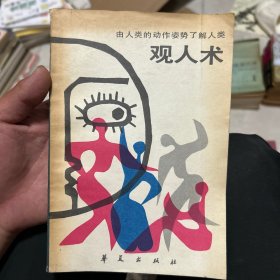 由人类的动作姿势了解人类
观人术
华夏出版社